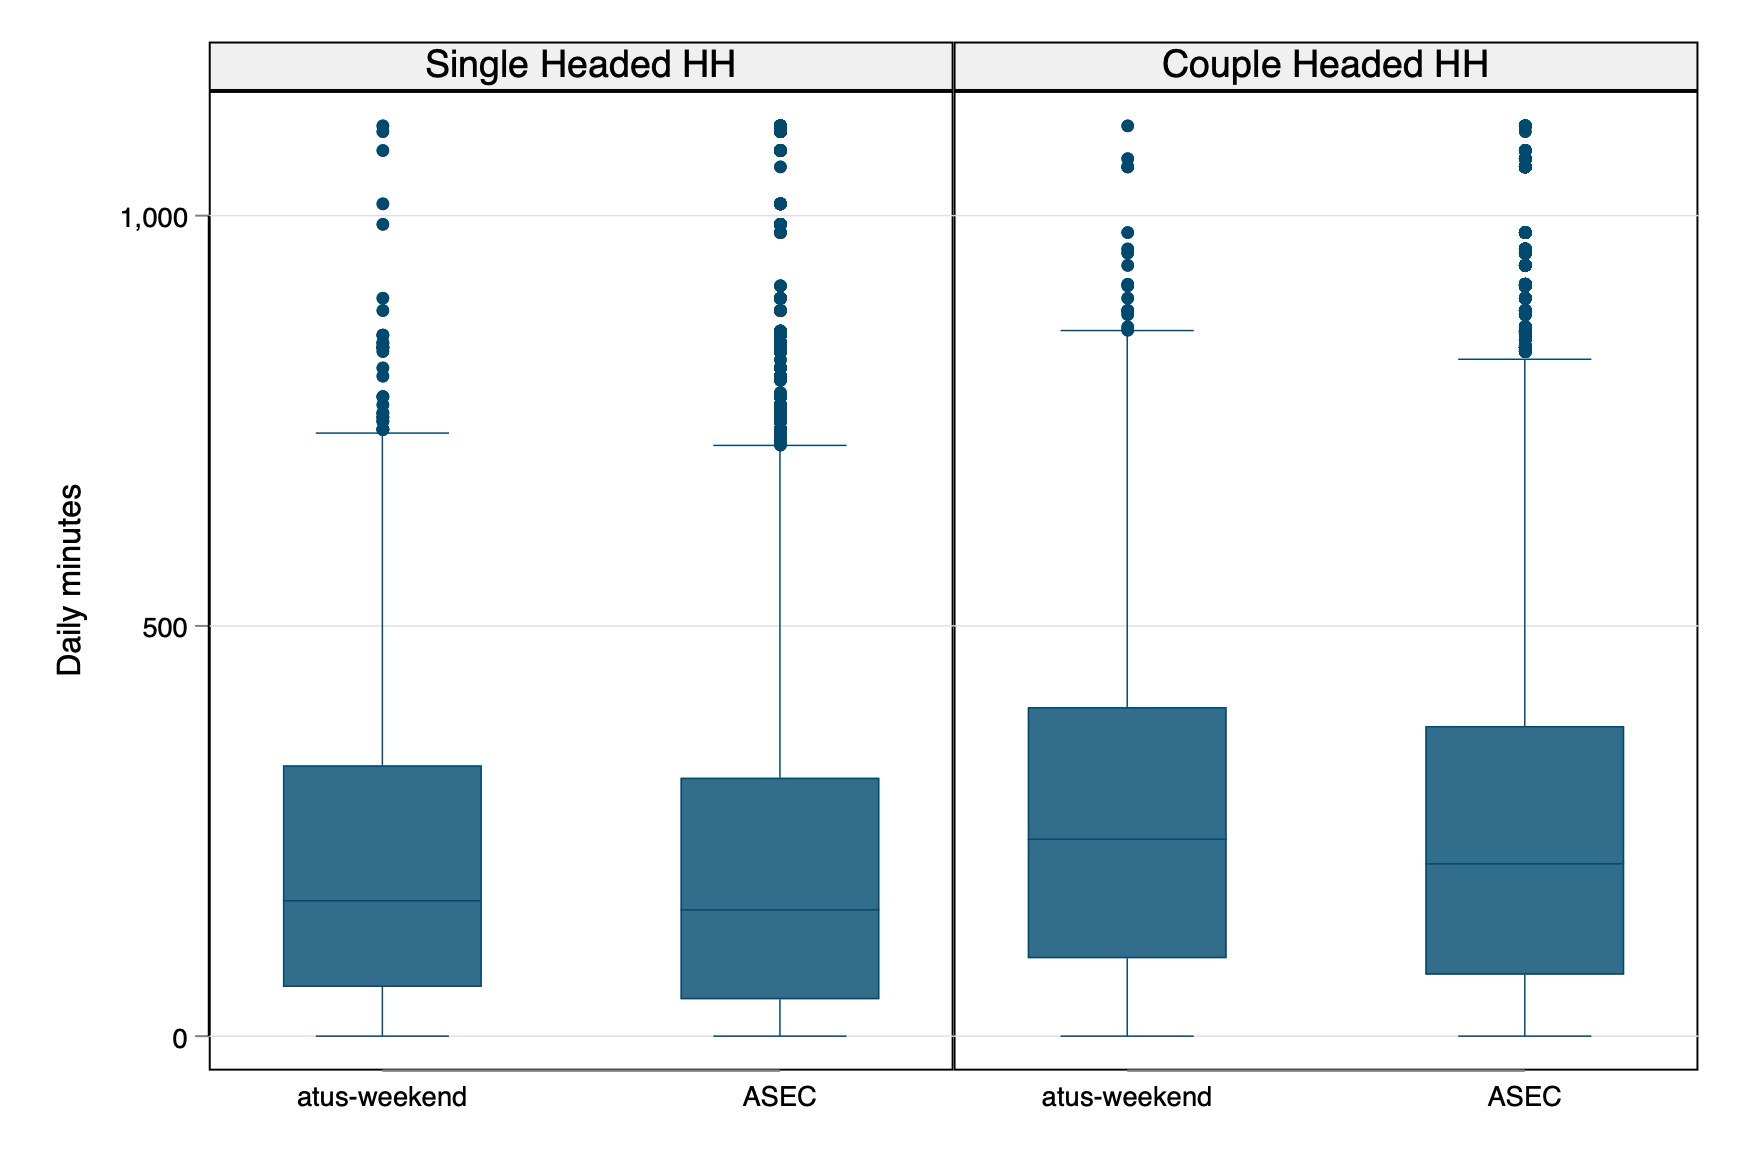 Single Headed HH
Couple Headed HH
Daily minutes
1,000
500
0
atus-weekend
ASEC
atus-weekend
ASEC